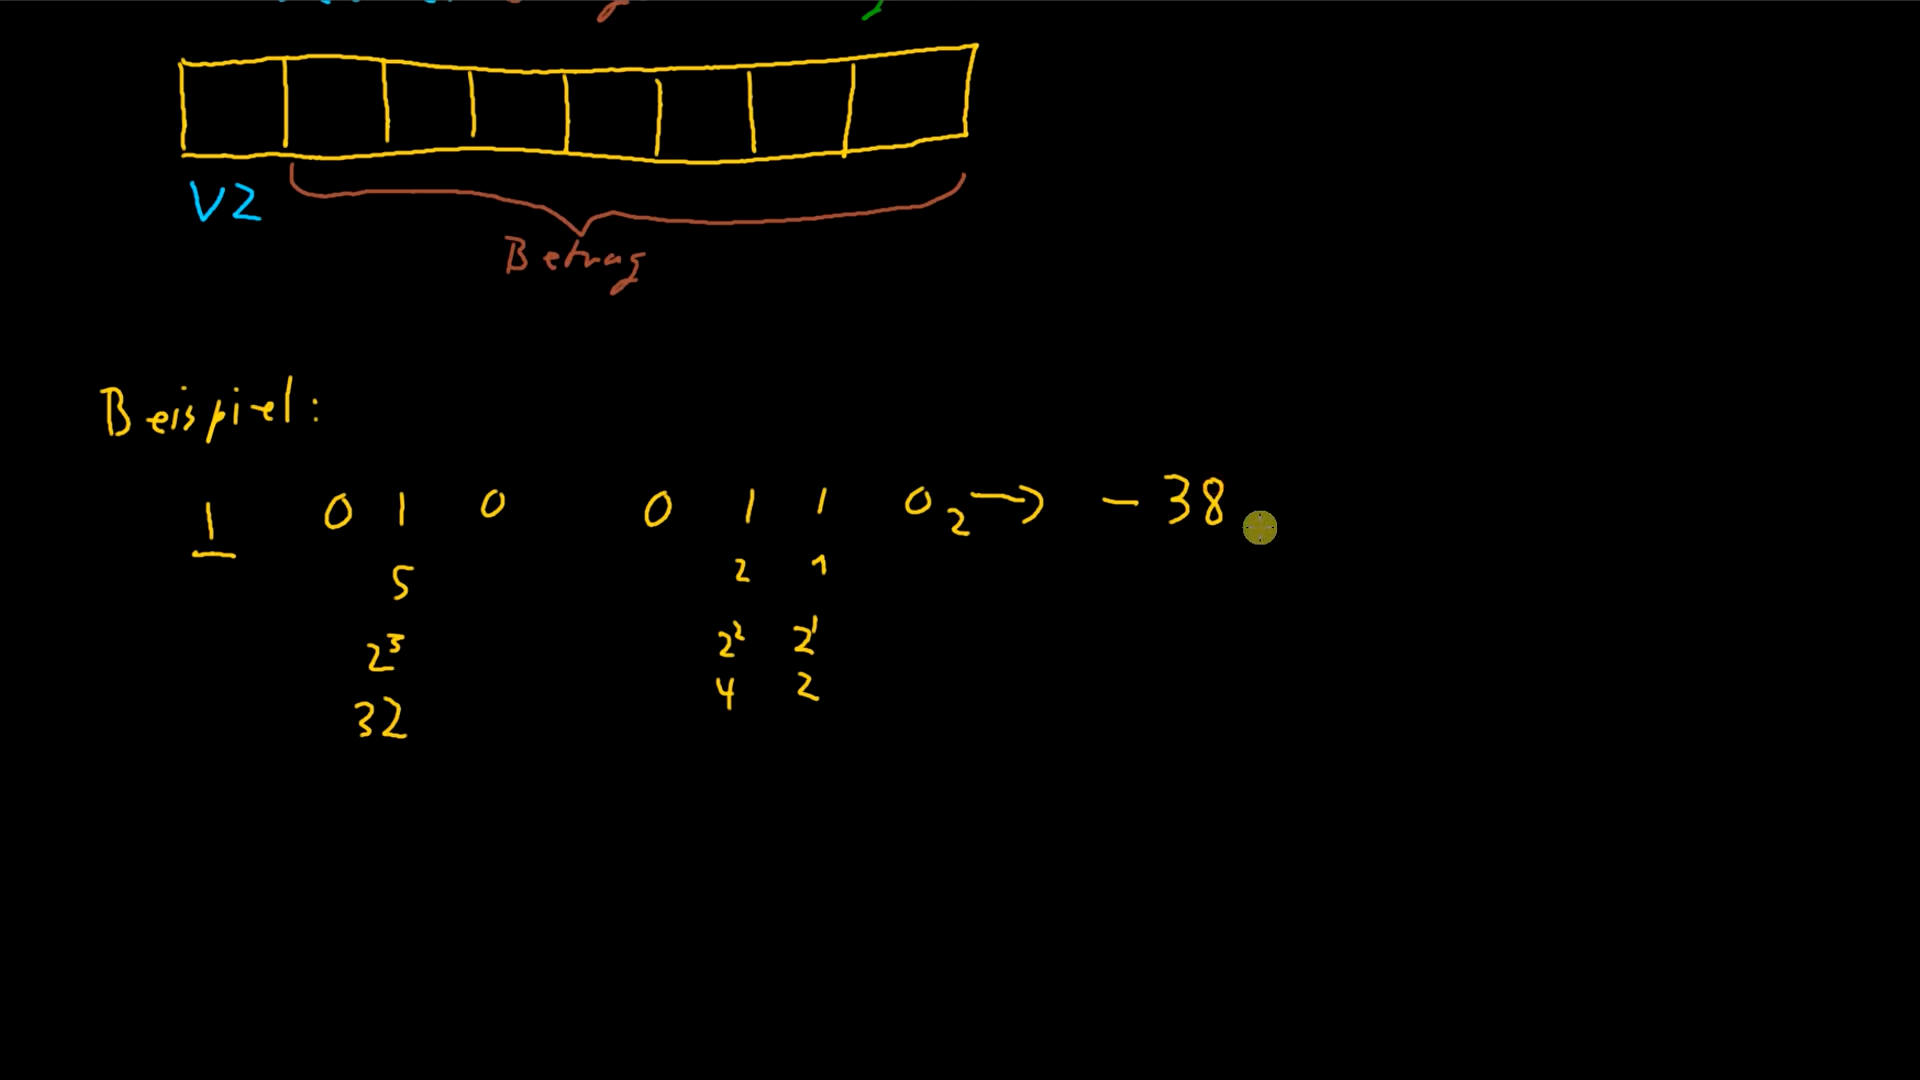 VZ
Betrag
Beispiel:
1 0 1 0 0 1 1 0₂ → - 38
5 2 1
2⁵ 2² 2¹
4 2
32